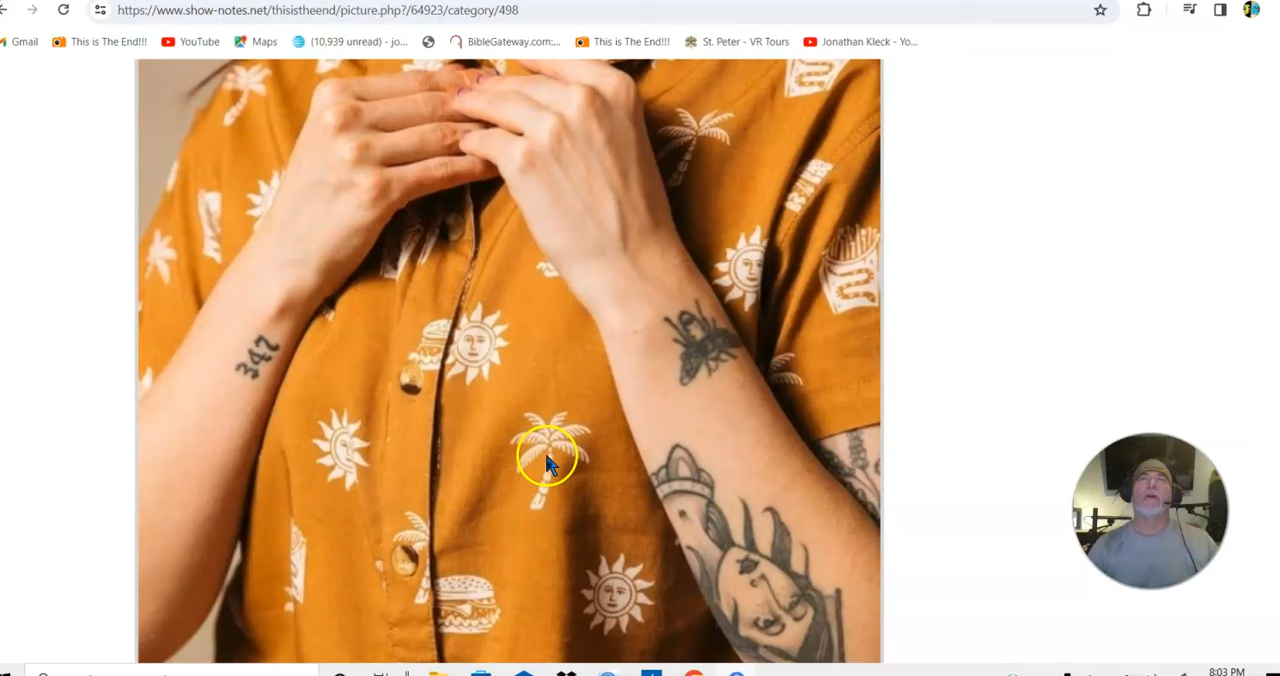 https://www.show-notes.net/thisistheend/picture.php?/64923/category/498
Gmail This is The End!!! YouTube Maps (10,939 unread) - jo... BibleGateway.com:... This is The End!!! St. Peter - VR Tours Jonathan Kleck - Yo...
347
8:03 PM